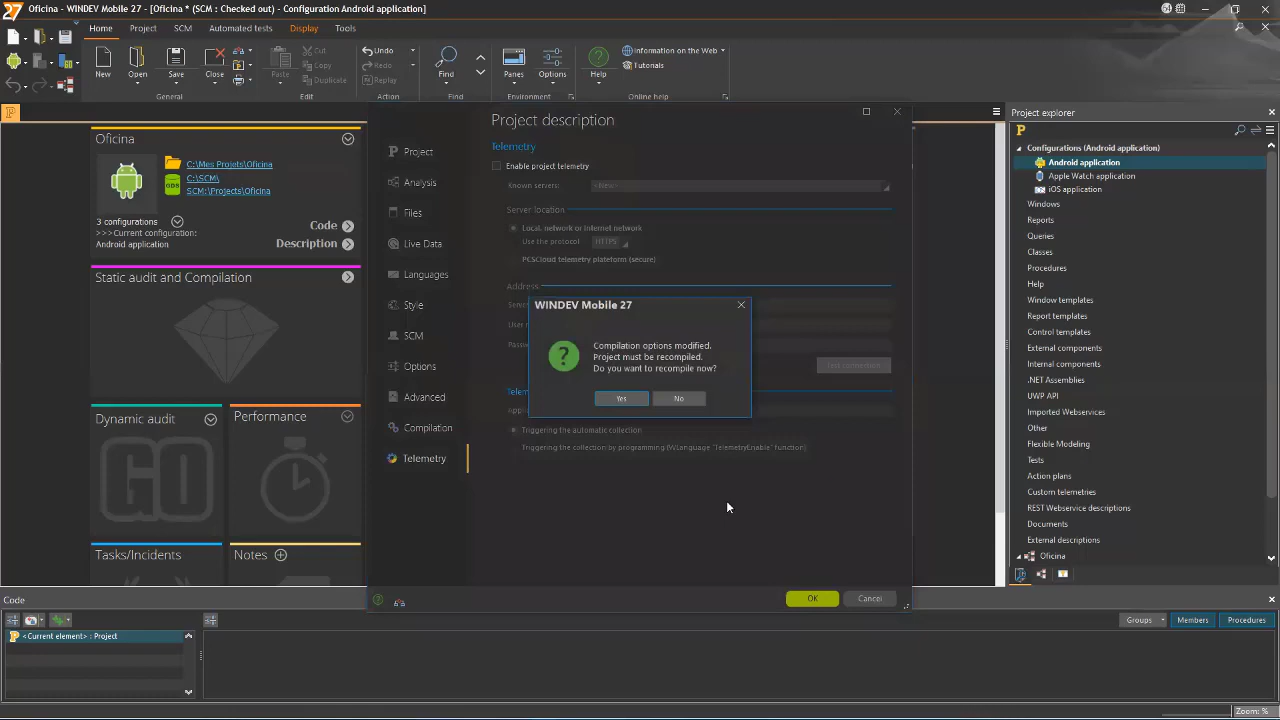 27 Oficina - WINDEV Mobile 27 - [Oficina * (SCM : Checked out) - Configuration Android application]
Home Project SCM Automated tests Display Tools
New Open Save Close
Paste Cut Copy Duplicate
Undo Redo Replay
Find
Panes Options
Help Information on the Web Tutorials
General Edit Action Find Environment Online help
Oficina
C:\Mes Projets\Oficina
C:\SCM\
SCM:\Projects\Oficina
3 configurations
>>>Current configuration:
Android application
Code
Description
Static audit and Compilation
Dynamic audit
GO
Performance
Tasks/Incidents
Notes
Project description
Project
Analysis
Files
Live Data
Languages
Style
SCM
Options
Advanced
Compilation
Telemetry
Telemetry
Enable project telemetry
Known servers:
Server location
Local, network or Internet network
Use the protocol HTTPS
PCSCloud telemetry plateform (secure)
Address
Test connection
Triggering the automatic collection
Triggering the collection by programming (WLanguage "TelemetryEnable" function)
OK Cancel
WINDEV Mobile 27
Compilation options modified.
Project must be recompiled.
Do you want to recompile now?
Yes No
Project explorer
Configurations (Android application)
Android application
Apple Watch application
iOS application
Windows
Reports
Queries
Classes
Procedures
Help
Window templates
Report templates
Control templates
External components
Internal components
.NET Assemblies
UWP API
Imported Webservices
Other
Flexible Modeling
Tests
Action plans
Custom telemetries
REST Webservice descriptions
Documents
External descriptions
Oficina
Code
<Current element> : Project
Groups Members Procedures
Zoom: %